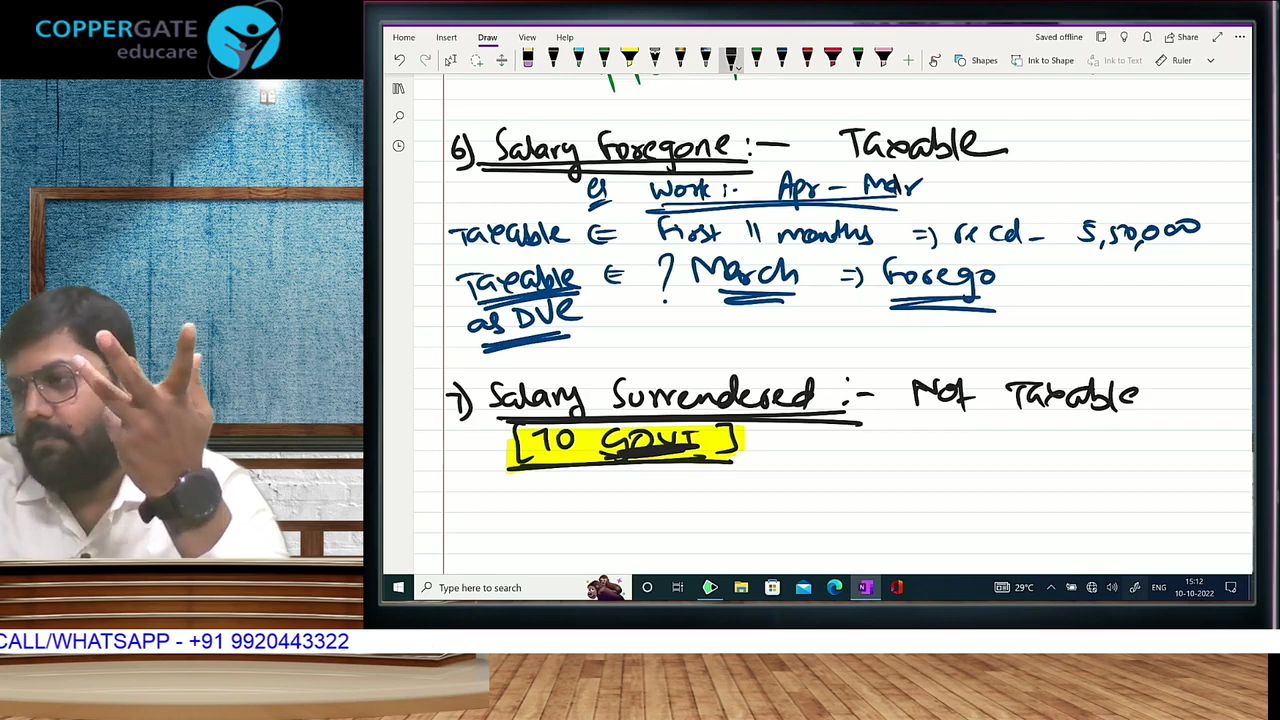 COPPERGATE
educare
Home Insert Draw View Help
Saved offline Share
Shapes Ink to Shape Ink to Text Ruler
6) Salary Foregone :- Taxable
eg Work :- Apr - Mar
Taxable ∈ First 11 months => recd - 5,50,000
Taxable ∈ ? March => Forego
as DVE
7) Salary Surrendered :- Not Taxable
[ TO GOVT ]
Type here to search
29°C ENG 15:12
10-10-2022
CALL/WHATSAPP - +91 9920443322